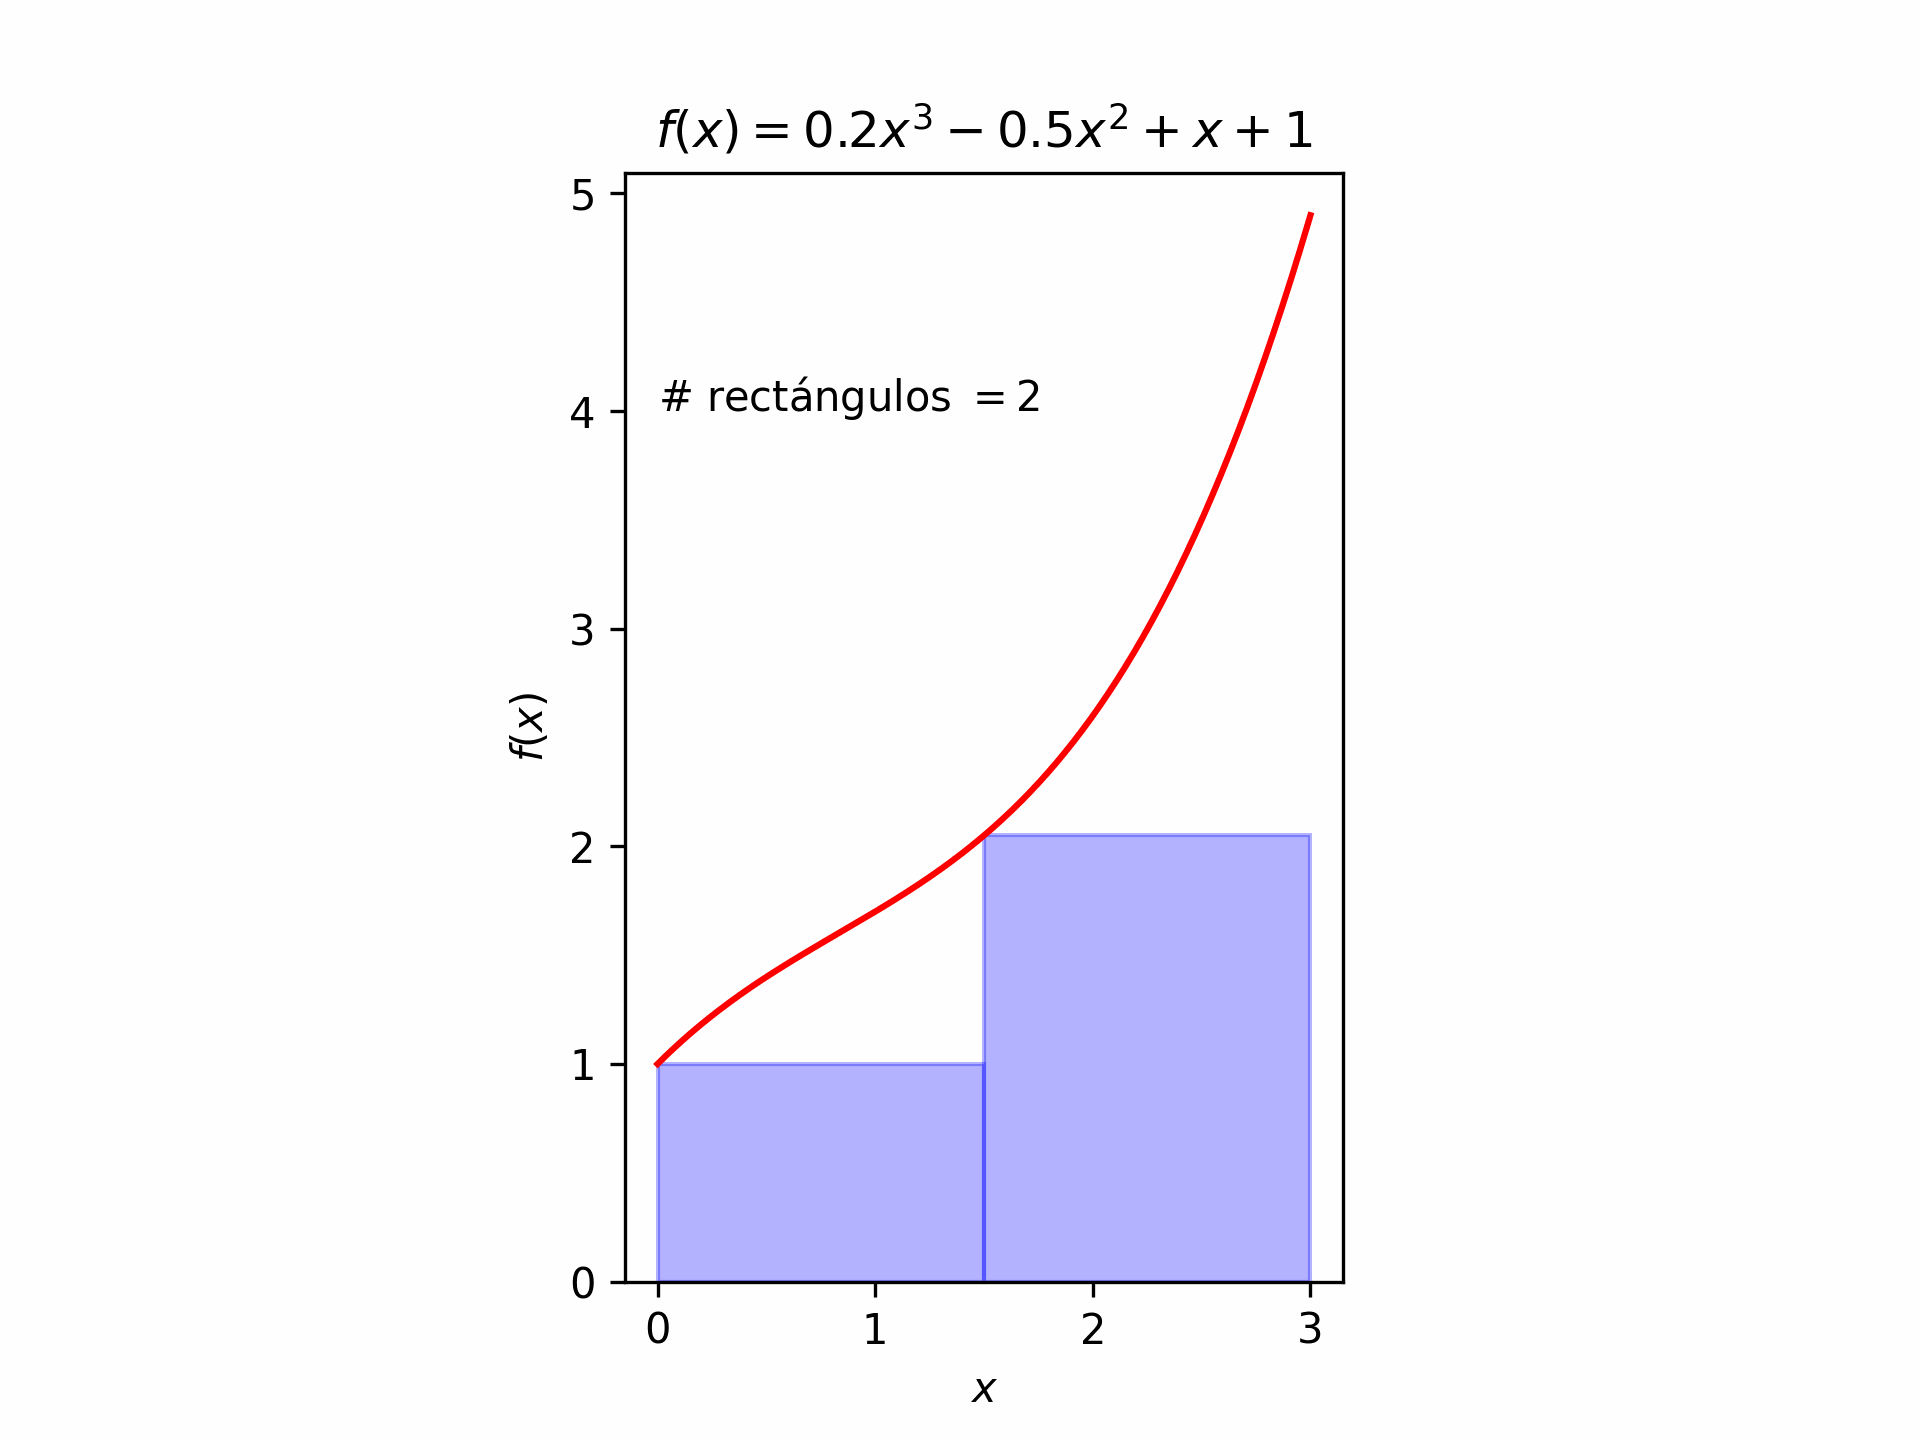 f(x) = 0.2x³ − 0.5x² + x + 1
5
# rectángulos = 2
4
3
f(x)
2
1
0
0 1 2 3
x